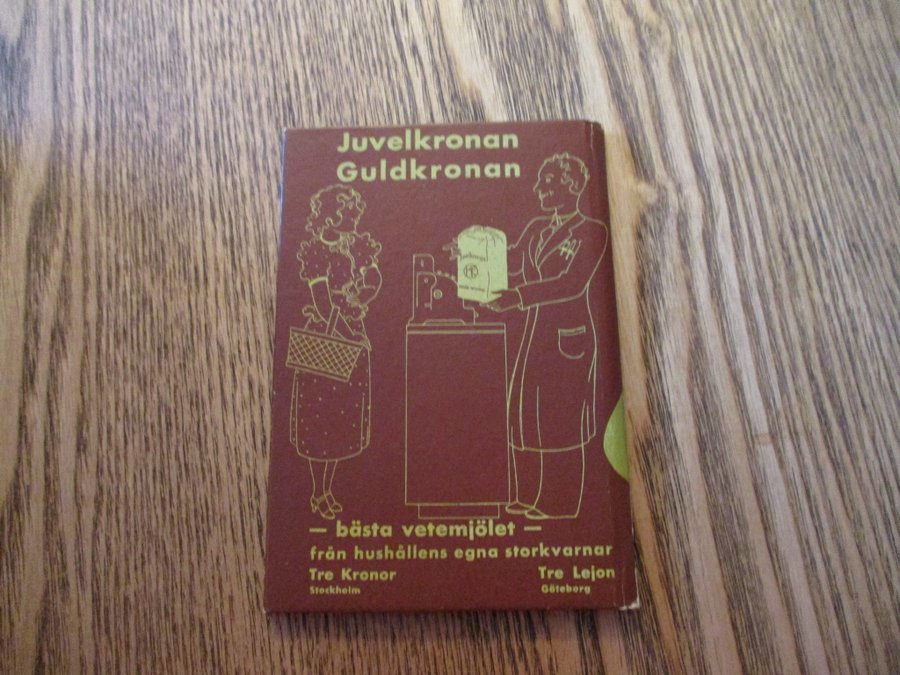 Juvelkronan
Guldkronan
— bästa vetemjölet —
från hushållens egna storkvarnar
Tre Kronor Tre Lejon
Stockholm Göteborg